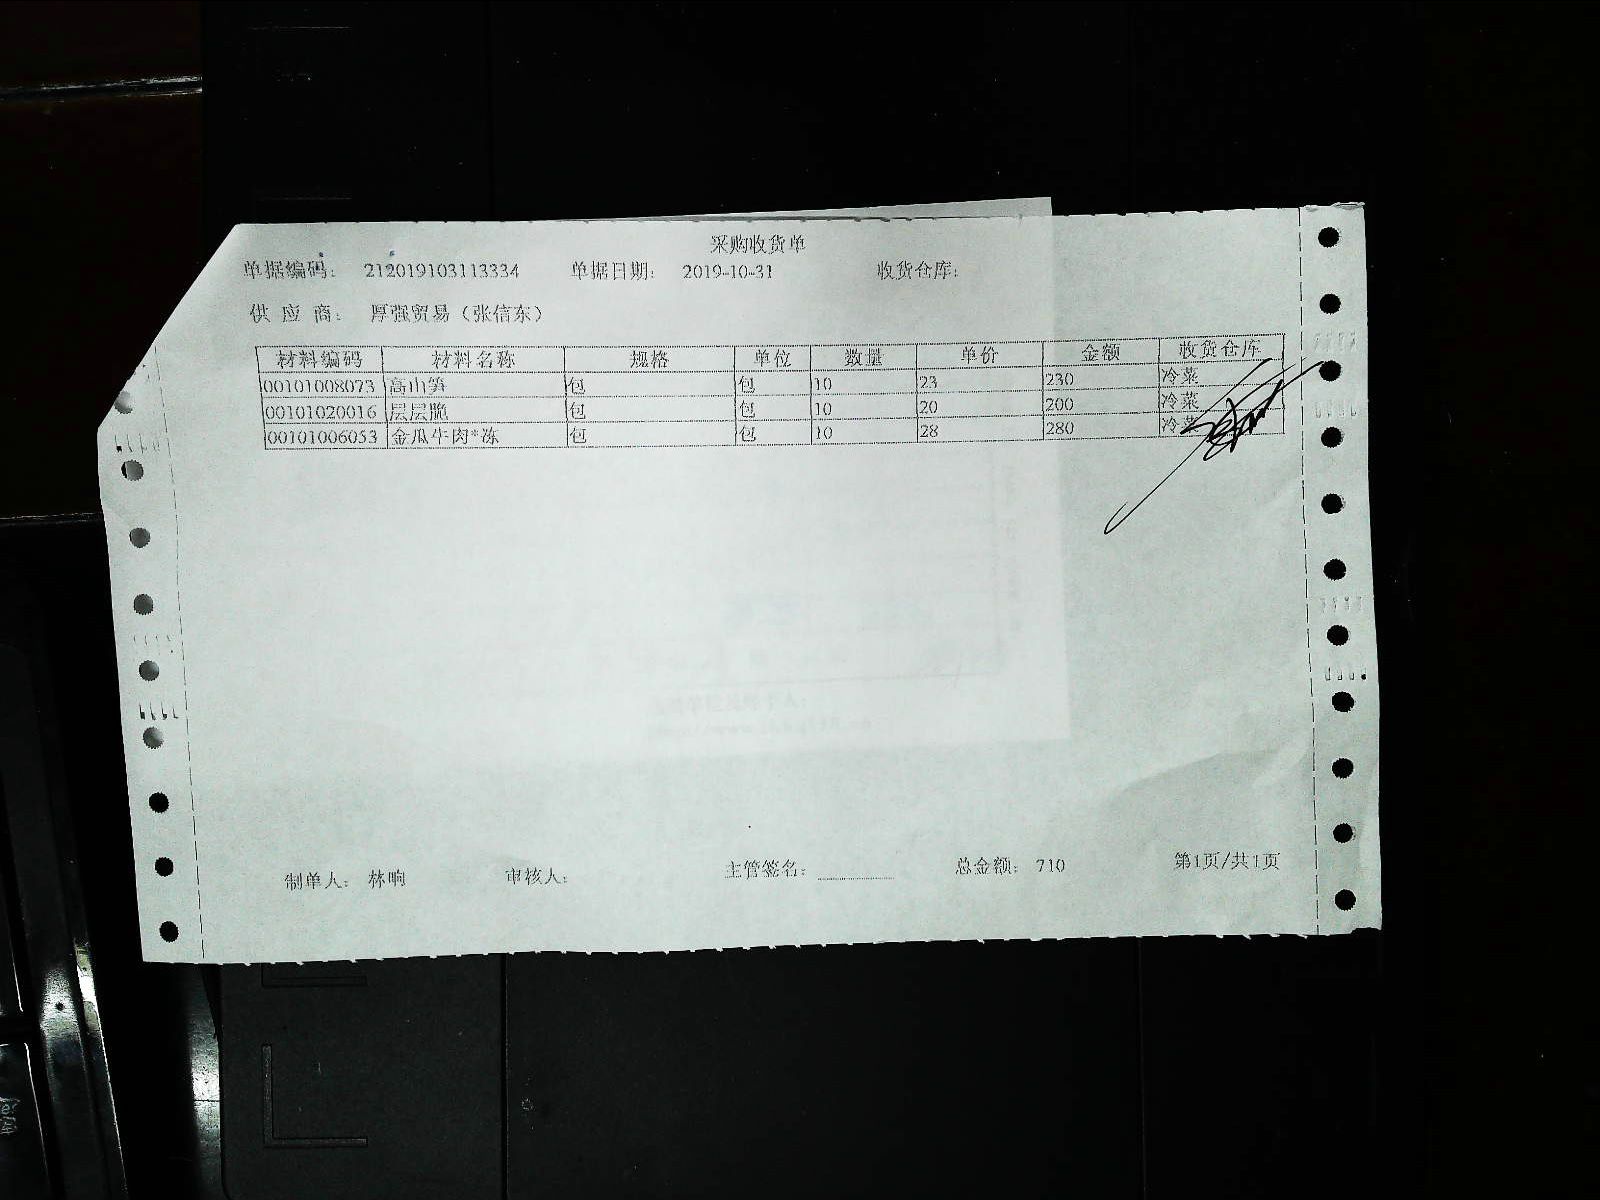 采购收货单
单据编码： 212019103113334 单据日期： 2019-10-31 收货仓库：
供 应 商： 厚强贸易（张信东）
材料编码 材料名称 规格 单位 数量 单价 金额 收货仓库
00101008073 高山笋 包 包 10 23 230 冷菜
00101020016 层层脆 包 包 10 20 200 冷菜
00101006053 金瓜牛肉*冻 包 包 10 28 280 冷菜
制单人： 林响 审核人： 主管签名： 总金额： 710 第1页/共1页